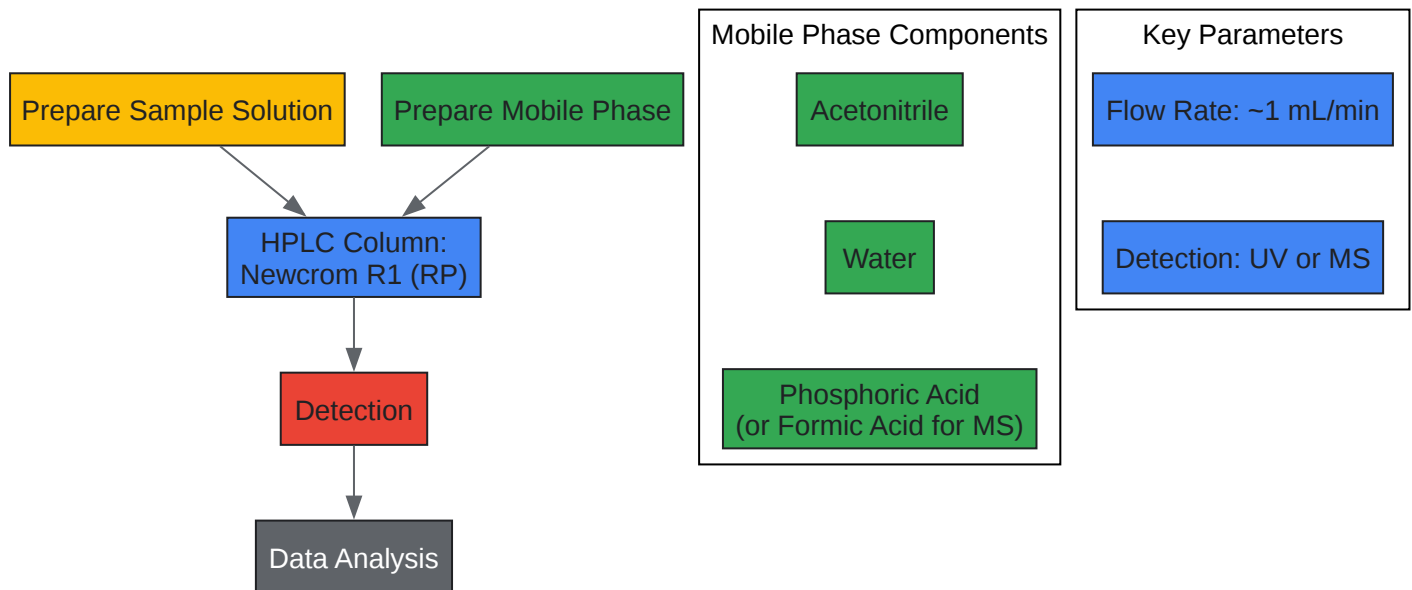 Prepare Sample Solution
Prepare Mobile Phase
HPLC Column:
Newcrom R1 (RP)
Detection
Data Analysis
Mobile Phase Components
Acetonitrile
Water
Phosphoric Acid
(or Formic Acid for MS)
Key Parameters
Flow Rate: ~1 mL/min
Detection: UV or MS